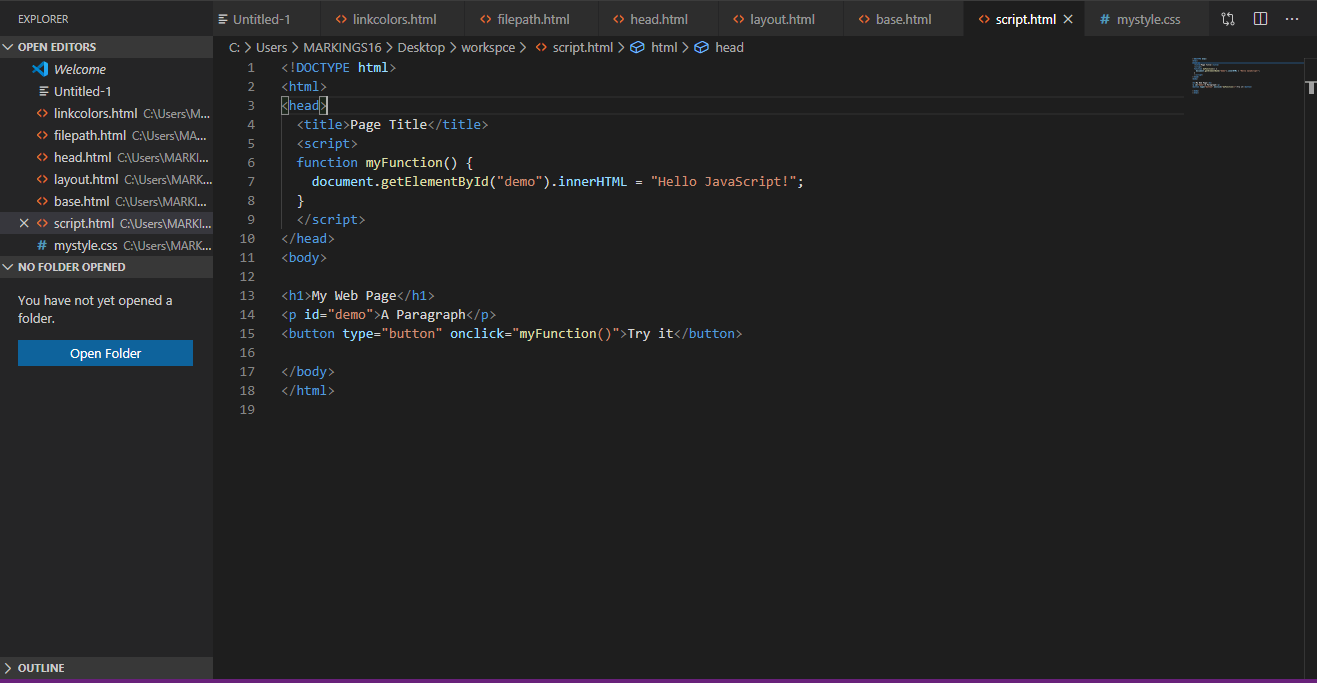 EXPLORER
OPEN EDITORS
Welcome
Untitled-1
linkcolors.html C:\Users\M...
filepath.html C:\Users\MA...
head.html C:\Users\MARKI...
layout.html C:\Users\MARK...
base.html C:\Users\MARKI...
script.html C:\Users\MARKI...
mystyle.css C:\Users\MARK...
NO FOLDER OPENED
You have not yet opened a
folder.
Open Folder
OUTLINE
Untitled-1 linkcolors.html filepath.html head.html layout.html base.html script.html mystyle.css
C: > Users > MARKINGS16 > Desktop > workspce > script.html > html > head
1 <!DOCTYPE html>
2 <html>
3 <head>
4 <title>Page Title</title>
5 <script>
6 function myFunction() {
7 document.getElementById("demo").innerHTML = "Hello JavaScript!";
8 }
9 </script>
10 </head>
11 <body>
12
13 <h1>My Web Page</h1>
14 <p id="demo">A Paragraph</p>
15 <button type="button" onclick="myFunction()">Try it</button>
16
17 </body>
18 </html>
19